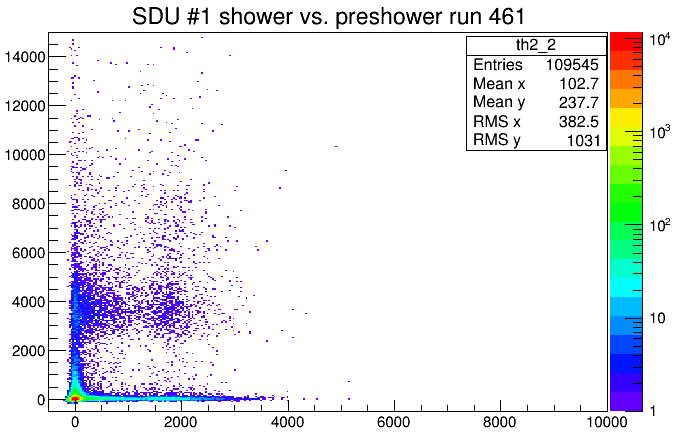 SDU #1 shower vs. preshower run 461
th2_2
Entries 109545
Mean x 102.7
Mean y 237.7
RMS x 382.5
RMS y 1031
14000
12000
10000
8000
6000
4000
2000
0
0 2000 4000 6000 8000 10000
10⁴
10³
10²
10
1